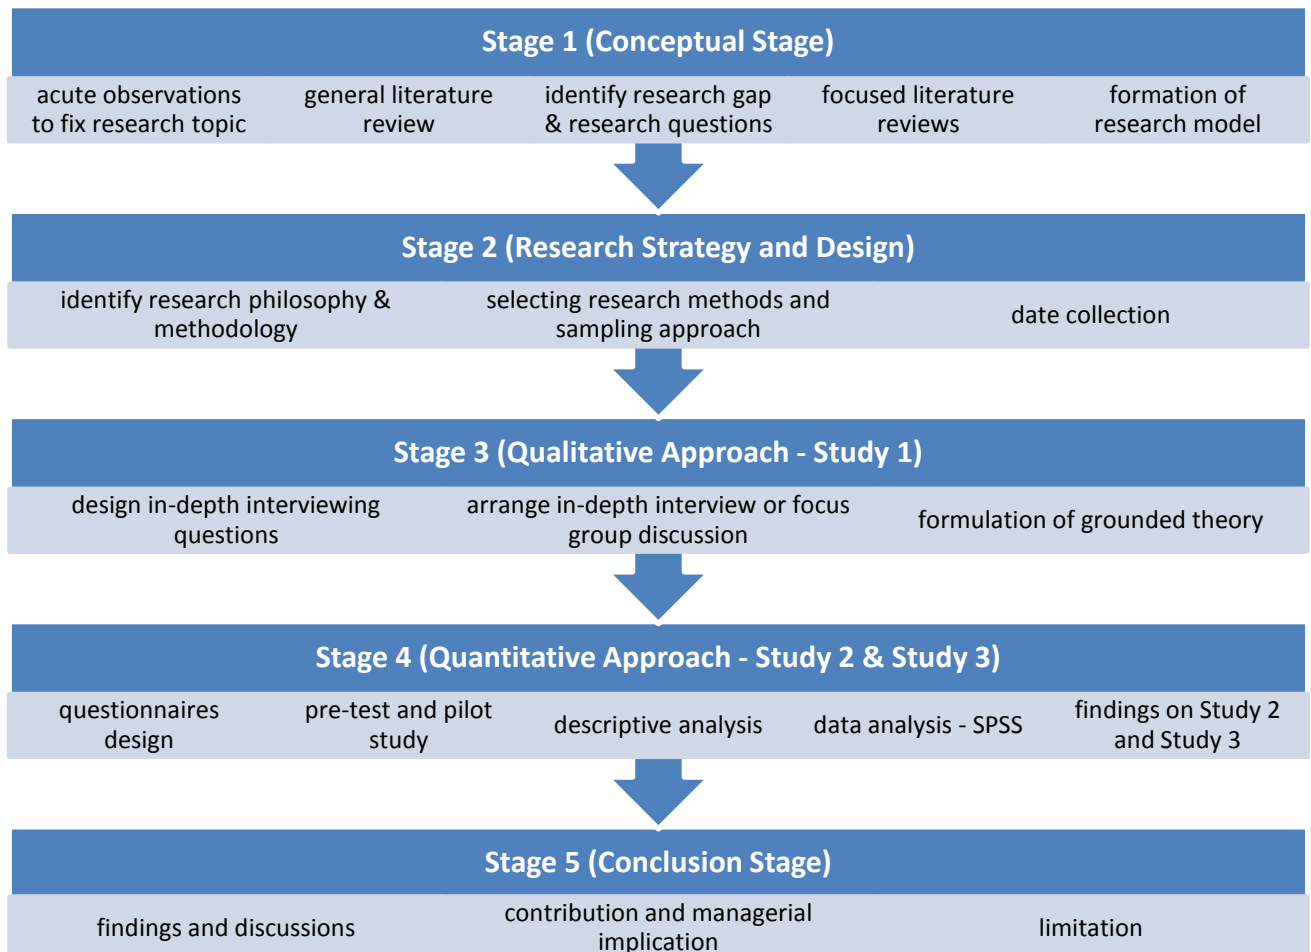 Stage 1 (Conceptual Stage)
acute observations
to fix research topic
general literature
review
identify research gap
& research questions
focused literature
reviews
formation of
research model
Stage 2 (Research Strategy and Design)
identify research philosophy &
methodology
selecting research methods and
sampling approach
date collection
Stage 3 (Qualitative Approach - Study 1)
design in-depth interviewing
questions
arrange in-depth interview or focus
group discussion
formulation of grounded theory
Stage 4 (Quantitative Approach - Study 2 & Study 3)
questionnaires
design
pre-test and pilot
study
descriptive analysis
data analysis - SPSS
findings on Study 2
and Study 3
Stage 5 (Conclusion Stage)
findings and discussions
contribution and managerial
implication
limitation